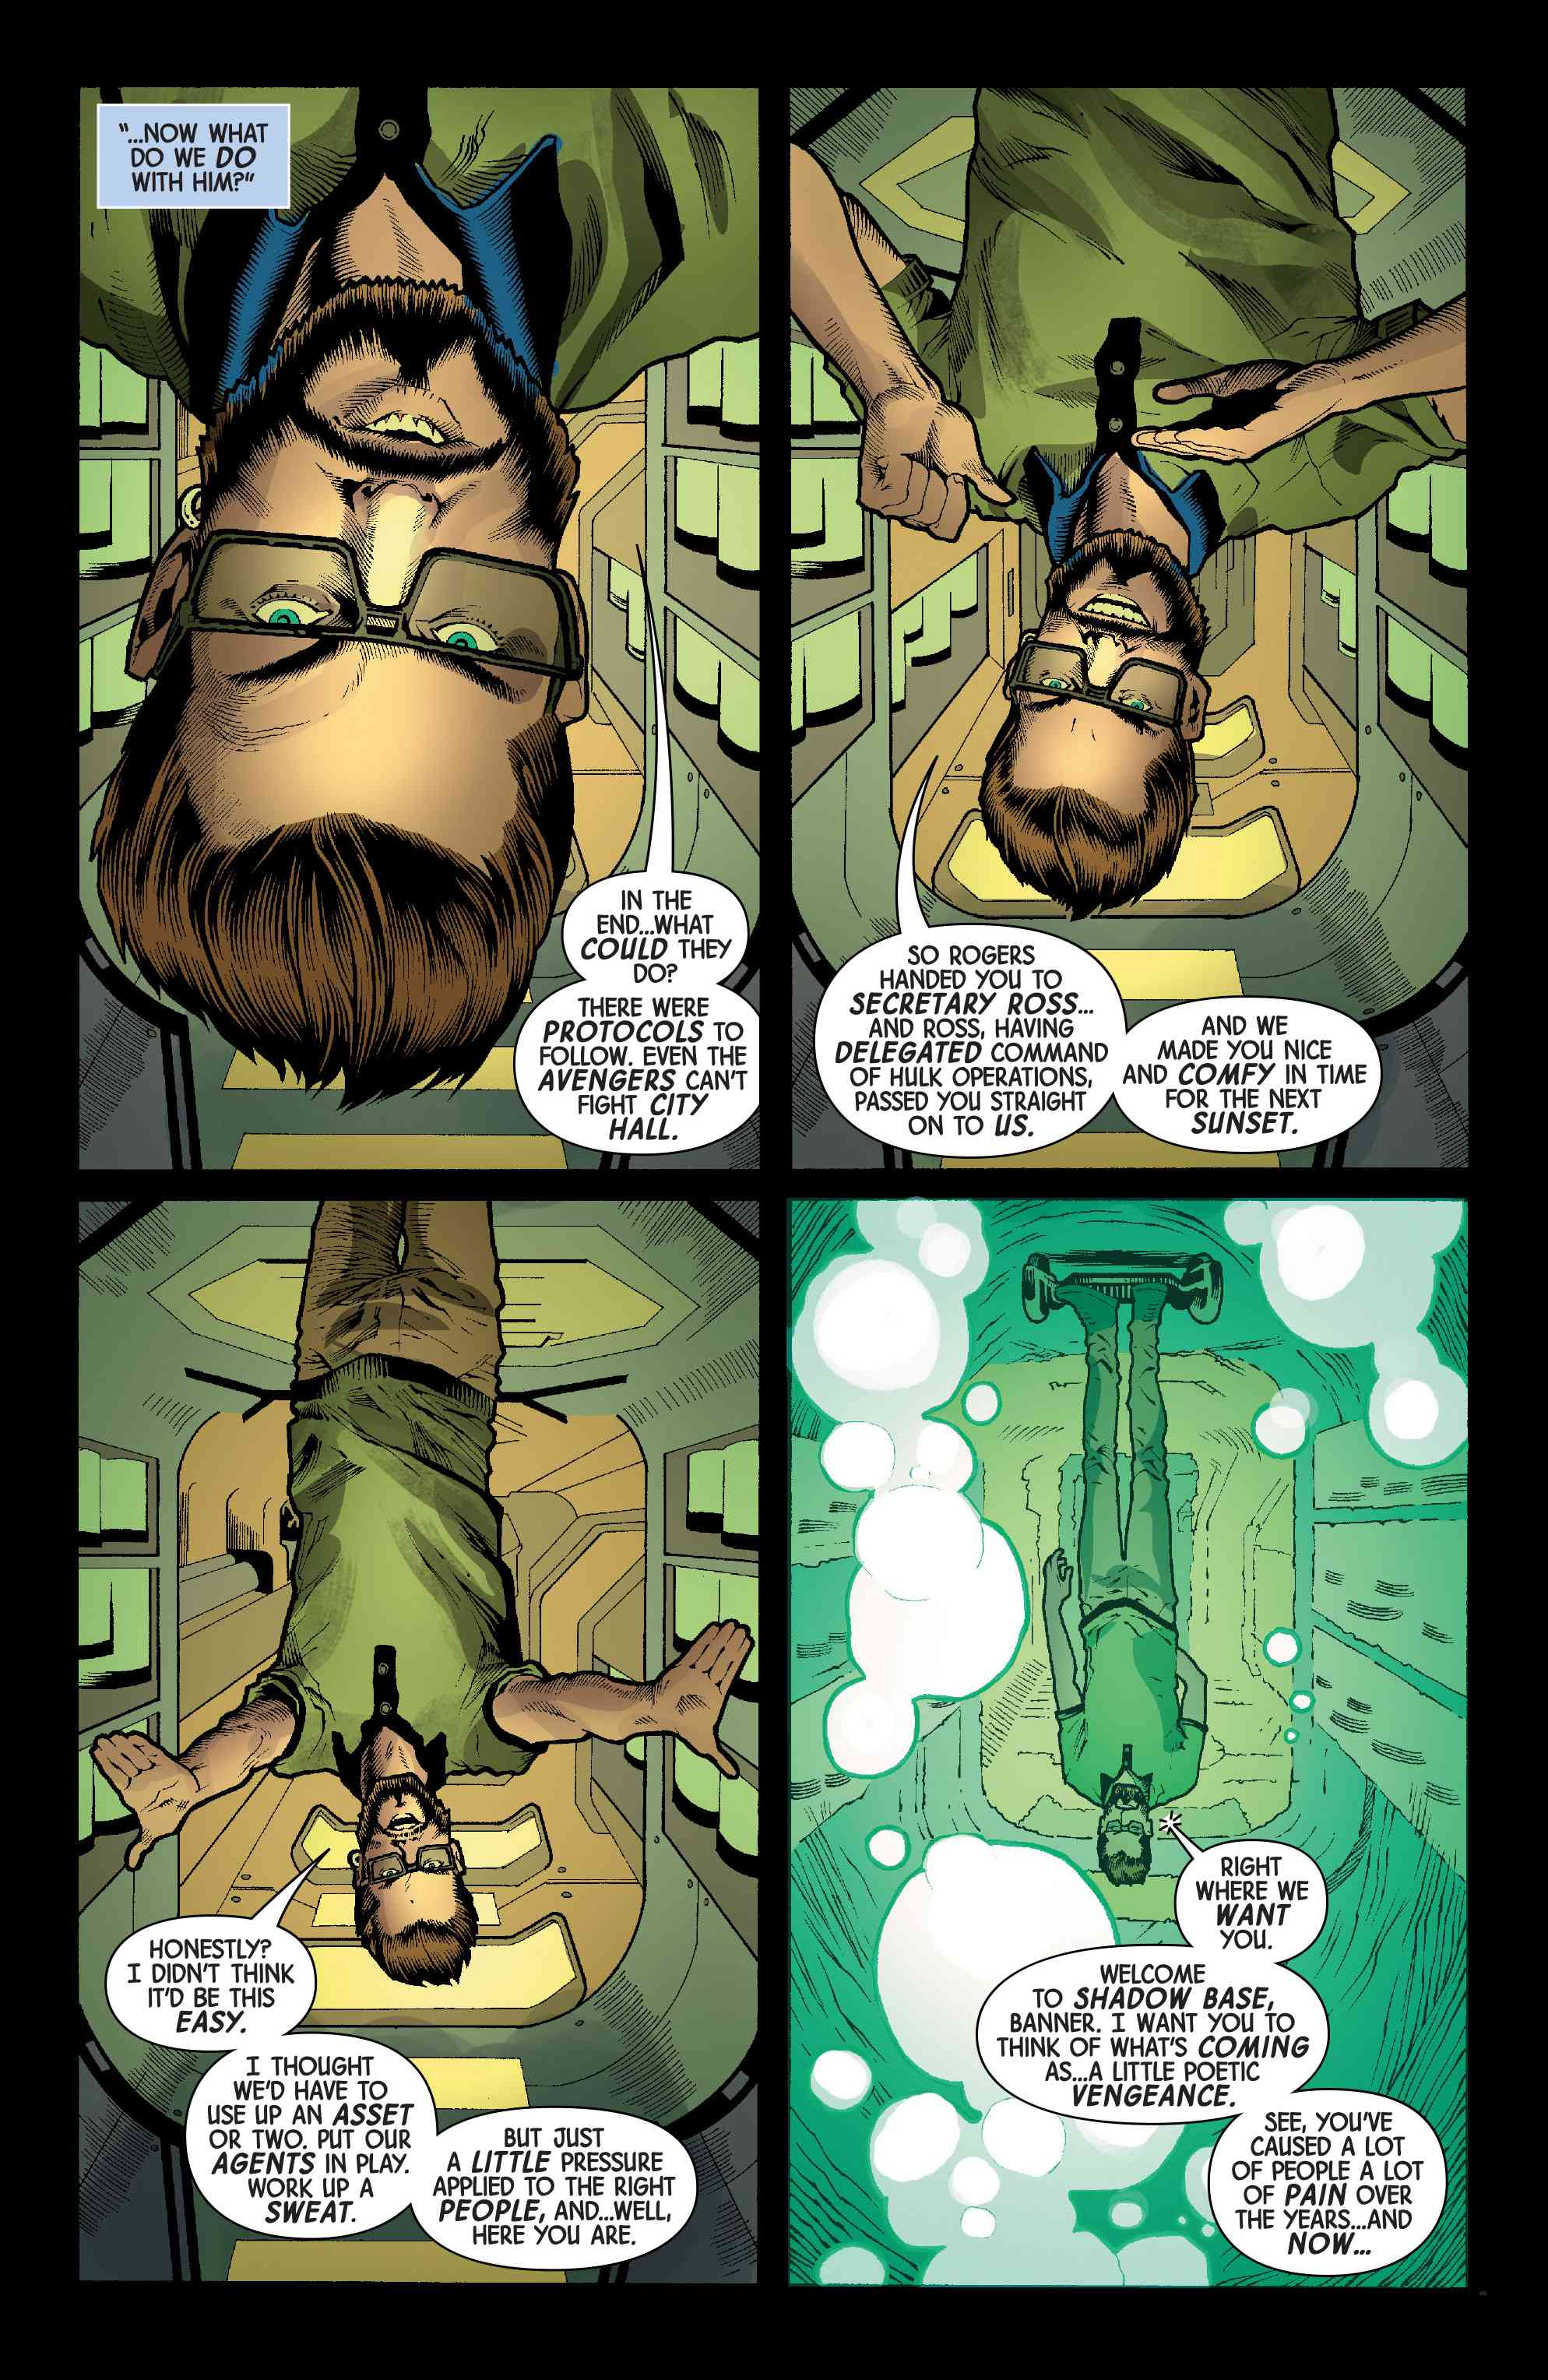 "...NOW WHAT
DO WE DO
WITH HIM?"
IN THE
END...WHAT
COULD THEY
DO?
THERE WERE
PROTOCOLS TO
FOLLOW. EVEN THE
AVENGERS CAN'T
FIGHT CITY
HALL.
SO ROGERS
HANDED YOU TO
SECRETARY ROSS...
AND ROSS, HAVING
DELEGATED COMMAND
OF HULK OPERATIONS,
PASSED YOU STRAIGHT
ON TO US.
AND WE
MADE YOU NICE
AND COMFY IN TIME
FOR THE NEXT
SUNSET.
HONESTLY?
I DIDN'T THINK
IT'D BE THIS
EASY.
I THOUGHT
WE'D HAVE TO
USE UP AN ASSET
OR TWO. PUT OUR
AGENTS IN PLAY.
WORK UP A
SWEAT.
BUT JUST
A LITTLE PRESSURE
APPLIED TO THE RIGHT
PEOPLE, AND...WELL,
HERE YOU ARE.
RIGHT
WHERE WE
WANT
YOU.
WELCOME
TO SHADOW BASE,
BANNER. I WANT YOU TO
THINK OF WHAT'S COMING
AS...A LITTLE POETIC
VENGEANCE.
SEE, YOU'VE
CAUSED A LOT
OF PEOPLE A LOT
OF PAIN OVER
THE YEARS...AND
NOW...